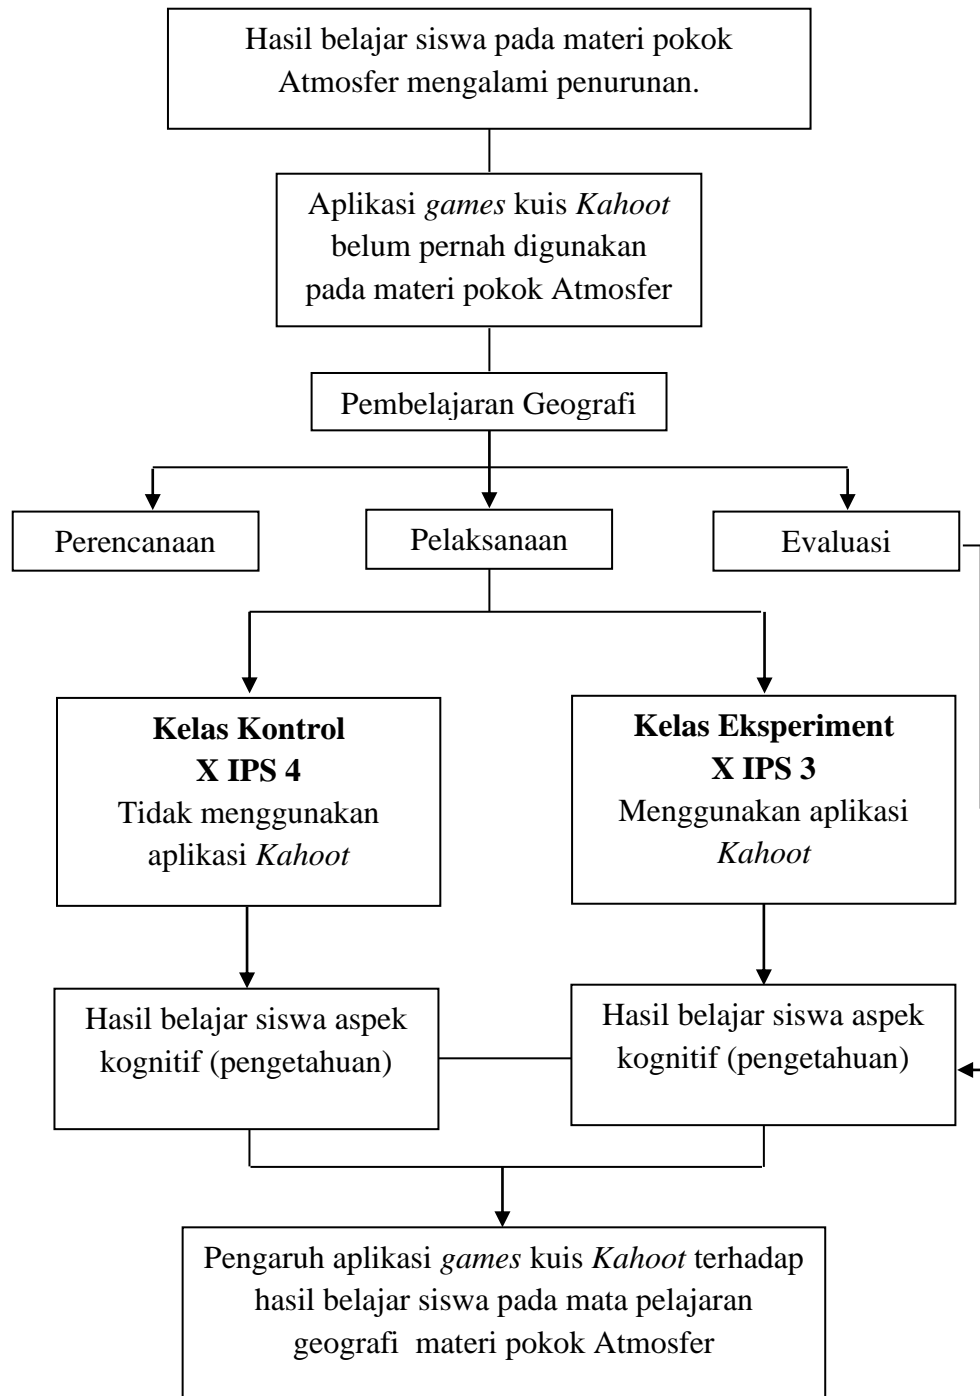 Hasil belajar siswa pada materi pokok
Atmosfer mengalami penurunan.
Aplikasi games kuis Kahoot
belum pernah digunakan
pada materi pokok Atmosfer
Pembelajaran Geografi
Perencanaan
Pelaksanaan
Evaluasi
Kelas Kontrol
X IPS 4
Tidak menggunakan
aplikasi Kahoot
Kelas Eksperiment
X IPS 3
Menggunakan aplikasi
Kahoot
Hasil belajar siswa aspek
kognitif (pengetahuan)
Hasil belajar siswa aspek
kognitif (pengetahuan)
Pengaruh aplikasi games kuis Kahoot terhadap
hasil belajar siswa pada mata pelajaran
geografi materi pokok Atmosfer